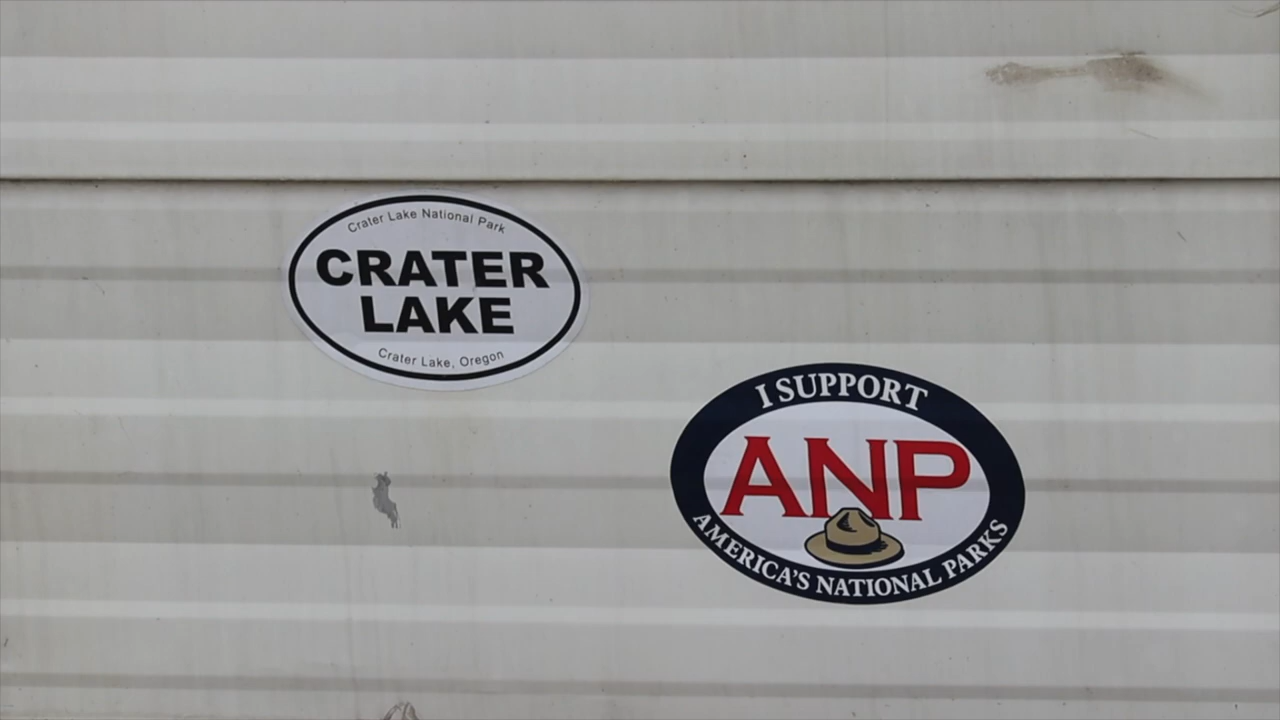 Crater Lake National Park
CRATER
LAKE
Crater Lake, Oregon
I SUPPORT
ANP
AMERICA'S NATIONAL PARKS